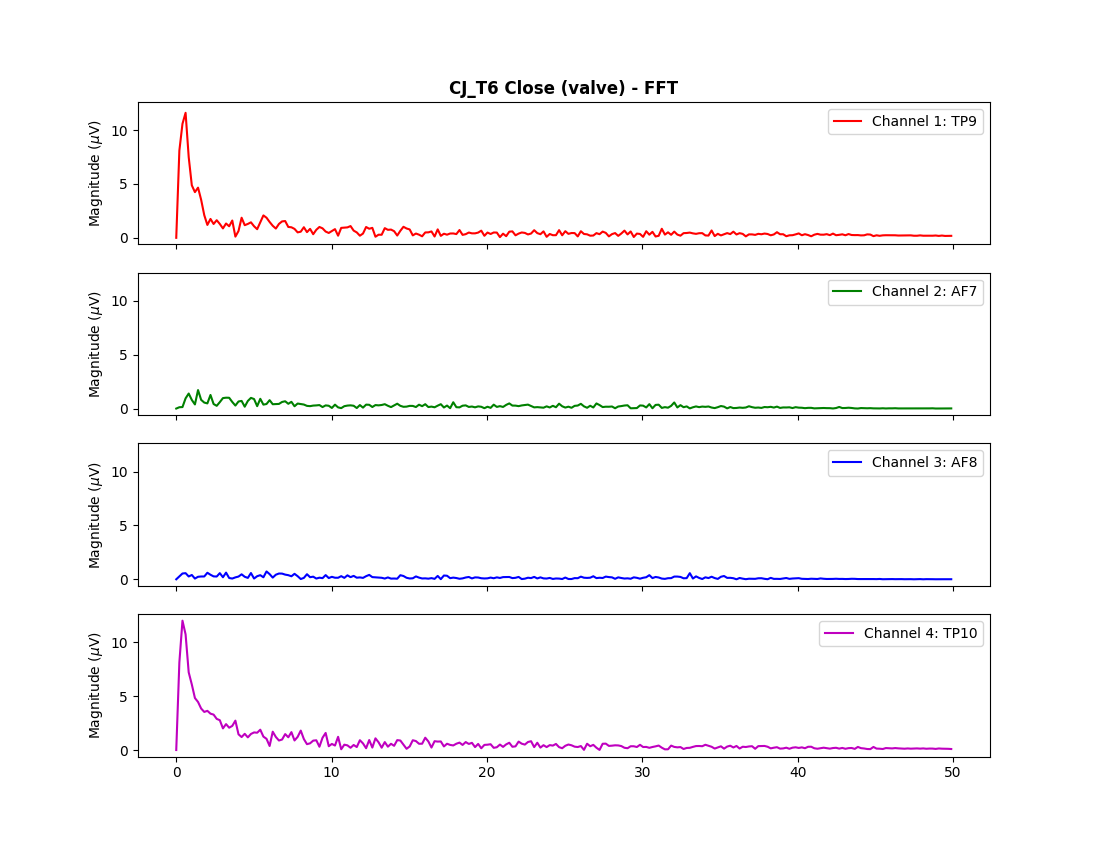 CJ_T6 Close (valve) - FFT
Magnitude (μV)
10
5
0
Channel 1: TP9
Magnitude (μV)
10
5
0
Channel 2: AF7
Magnitude (μV)
10
5
0
Channel 3: AF8
Magnitude (μV)
10
5
0
Channel 4: TP10
0 10 20 30 40 50